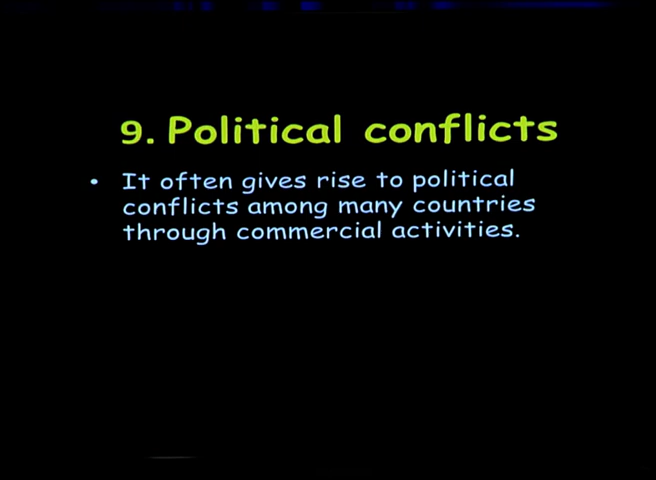 9. Political conflicts
• It often gives rise to political
conflicts among many countries
through commercial activities.